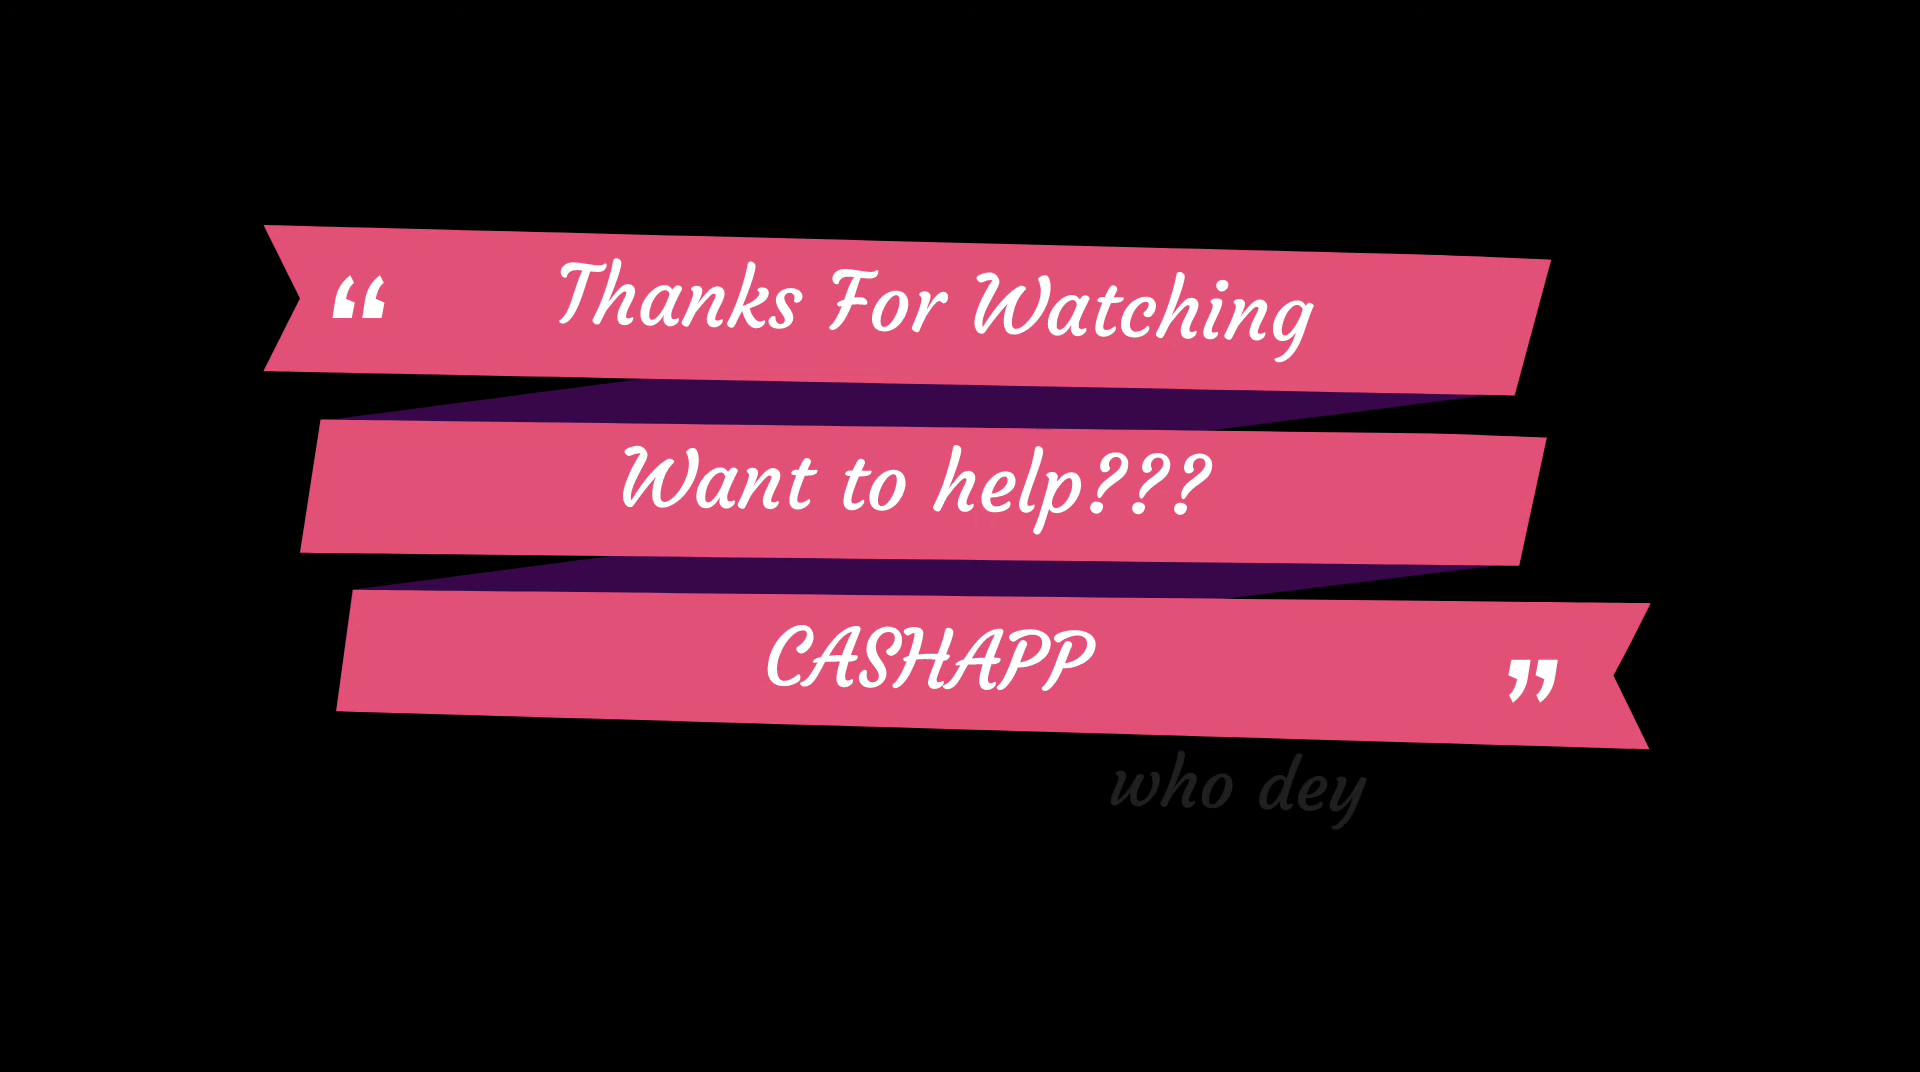 “ Thanks For Watching
Want to help???
CASHAPP ”
who dey